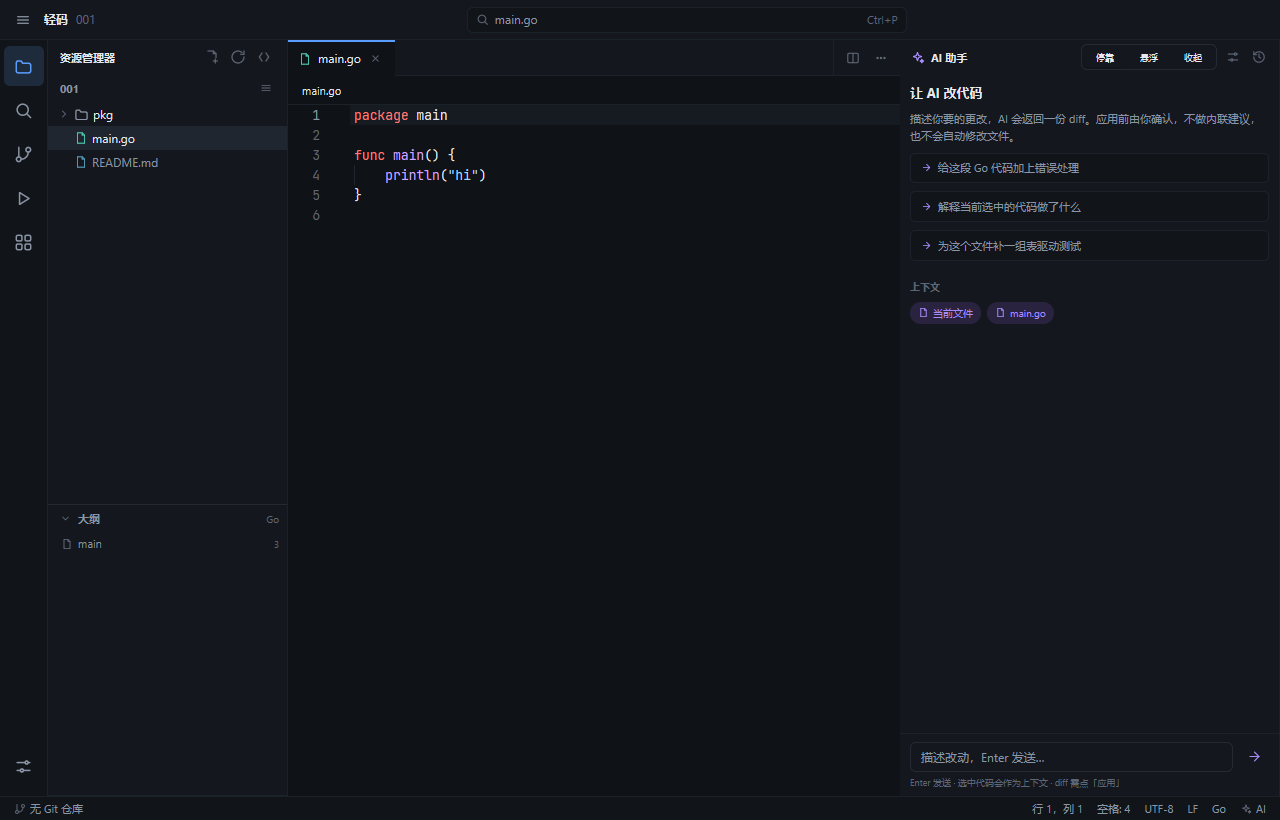 轻码 001
main.go Ctrl+P
资源管理器
001
pkg
main.go
README.md
大纲 Go
main 3
main.go
main.go
1 package main
2
3 func main() {
4 println("hi")
5 }
6
AI 助手 停靠 悬浮 收起
让 AI 改代码
描述你要的更改，AI 会返回一份 diff。应用前由你确认，不做内联建议，
也不会自动修改文件。
给这段 Go 代码加上错误处理
解释当前选中的代码做了什么
为这个文件补一组表驱动测试
上下文
当前文件 main.go
描述改动，Enter 发送...
Enter 发送 · 选中代码会作为上下文 · diff 需点「应用」
无 Git 仓库 行 1，列 1 空格: 4 UTF-8 LF Go AI